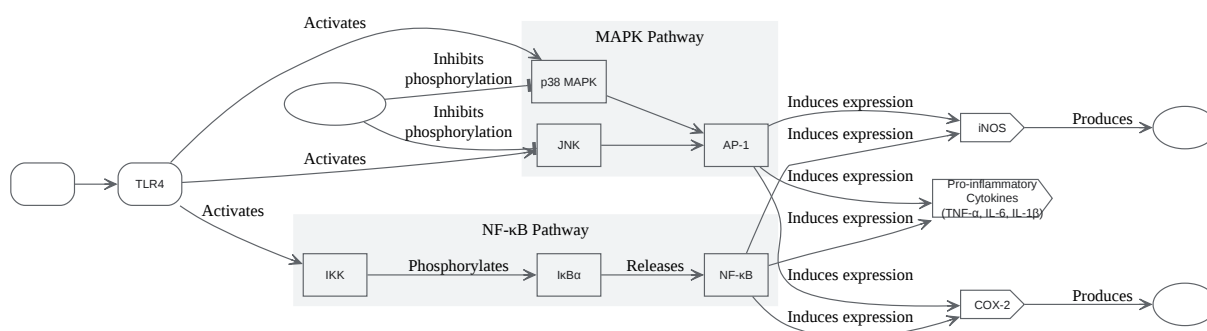 Activates
MAPK Pathway
Inhibits
phosphorylation
p38 MAPK
Inhibits
phosphorylation
JNK
AP-1
Induces expression
Induces expression
iNOS
Produces
TLR4
Activates
Induces expression
Pro-inflammatory
Cytokines
(TNF-α, IL-6, IL-1β)
Activates
Induces expression
NF-κB Pathway
IKK
Phosphorylates
IκBα
Releases
NF-κB
Induces expression
COX-2
Produces
Induces expression